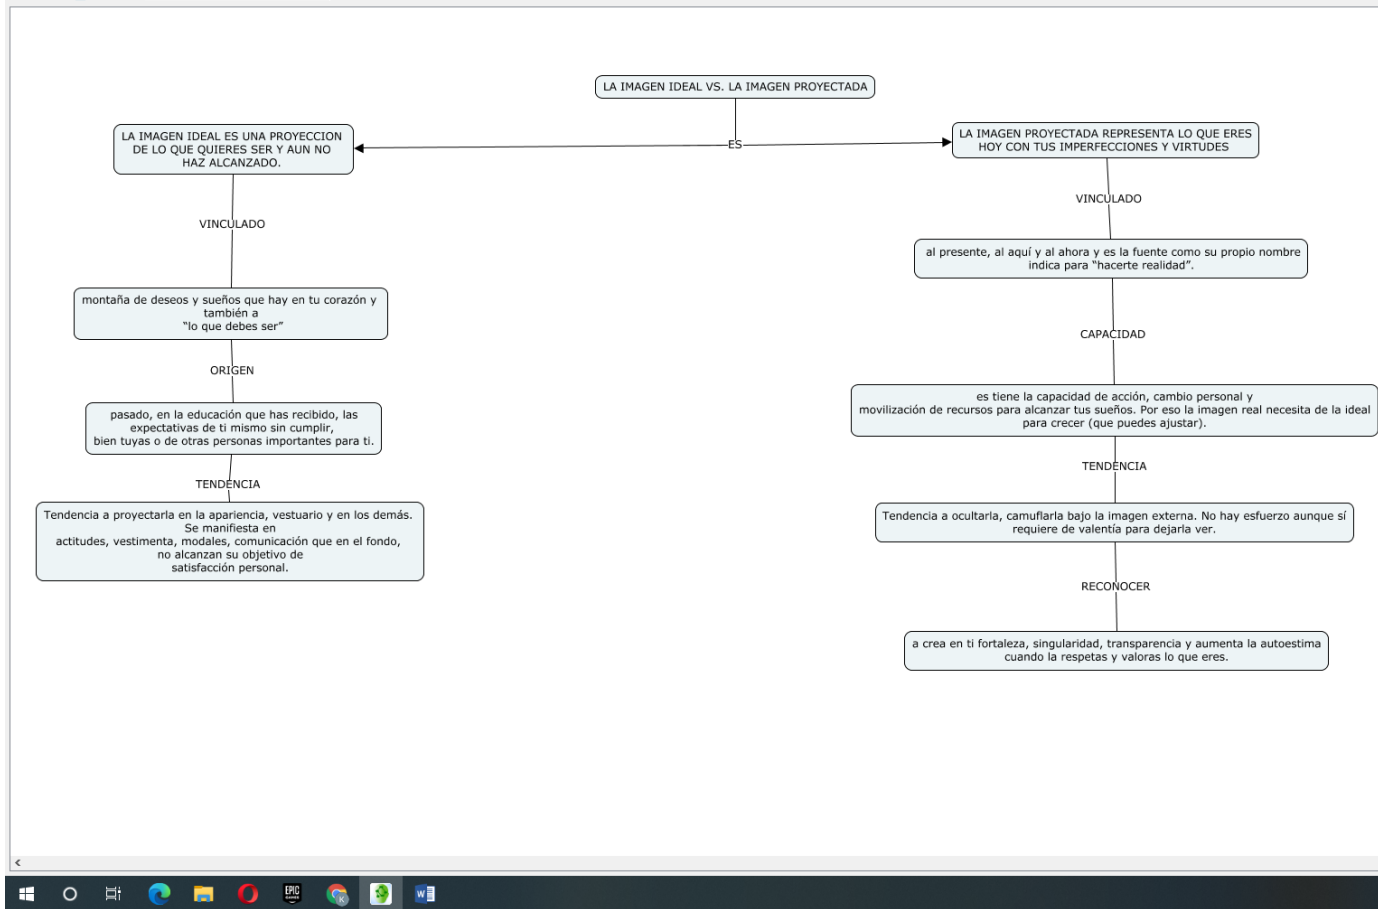 LA IMAGEN IDEAL VS. LA IMAGEN PROYECTADA
ES
LA IMAGEN IDEAL ES UNA PROYECCION
DE LO QUE QUIERES SER Y AUN NO
HAZ ALCANZADO.
VINCULADO
montaña de deseos y sueños que hay en tu corazón y
también a
“lo que debes ser”
ORIGEN
pasado, en la educación que has recibido, las
expectativas de ti mismo sin cumplir,
bien tuyas o de otras personas importantes para ti.
TENDENCIA
Tendencia a proyectarla en la apariencia, vestuario y en los demás.
Se manifiesta en
actitudes, vestimenta, modales, comunicación que en el fondo,
no alcanzan su objetivo de
satisfacción personal.
LA IMAGEN PROYECTADA REPRESENTA LO QUE ERES
HOY CON TUS IMPERFECCIONES Y VIRTUDES
VINCULADO
al presente, al aquí y al ahora y es la fuente como su propio nombre
indica para “hacerte realidad”.
CAPACIDAD
es tiene la capacidad de acción, cambio personal y
movilización de recursos para alcanzar tus sueños. Por eso la imagen real necesita de la ideal
para crecer (que puedes ajustar).
TENDENCIA
Tendencia a ocultarla, camuflarla bajo la imagen externa. No hay esfuerzo aunque sí
requiere de valentía para dejarla ver.
RECONOCER
a crea en ti fortaleza, singularidad, transparencia y aumenta la autoestima
cuando la respetas y valoras lo que eres.
EPIC
GAMES
K
W